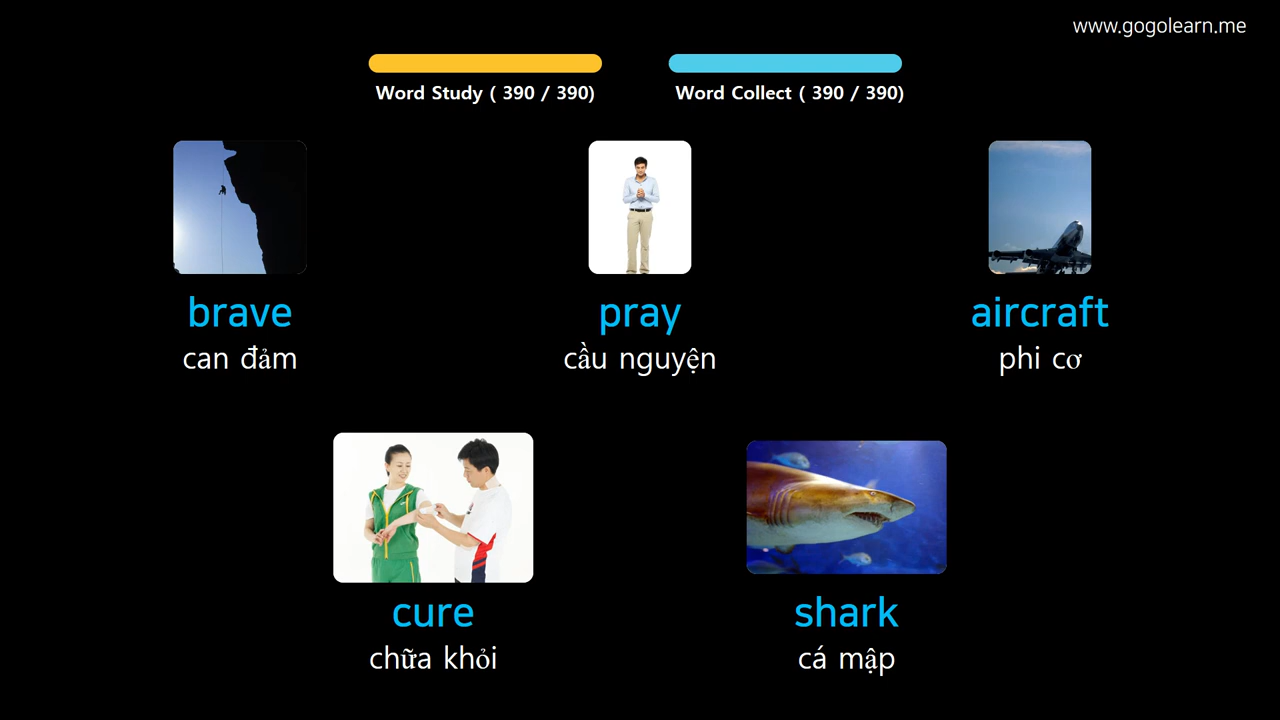 www.gogolearn.me
Word Study ( 390 / 390)
Word Collect ( 390 / 390)
brave
can đảm
pray
cầu nguyện
aircraft
phi cơ
cure
chữa khỏi
shark
cá mập